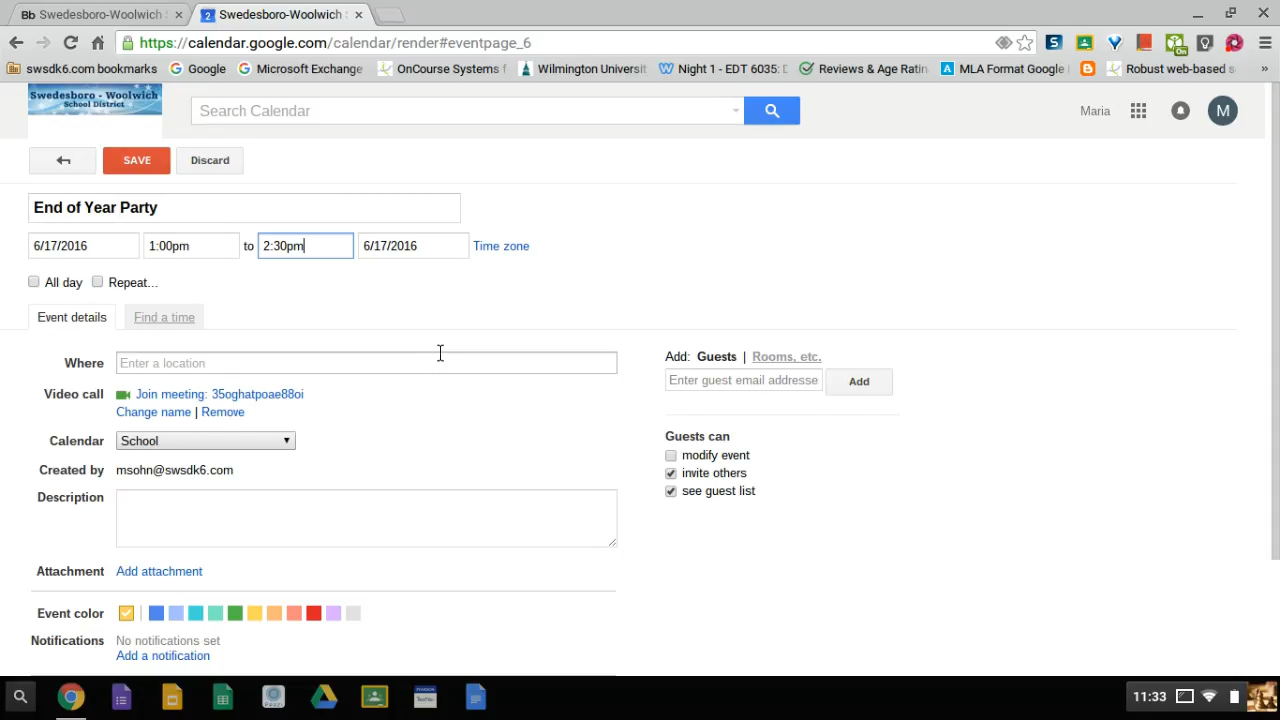 Bb Swedesboro-Woolwich
2 Swedesboro-Woolwich
https://calendar.google.com/calendar/render#eventpage_6
On
swsdk6.com bookmarks Google Microsoft Exchange OnCourse Systems f Wilmington Universi Night 1 - EDT 6035: D Reviews & Age Ratin MLA Format Google Robust web-based s »
Swedesboro - Woolwich
School District
Search Calendar
Maria
M
SAVE
Discard
End of Year Party
6/17/2016 1:00pm to 2:30pm 6/17/2016 Time zone
All day Repeat...
Event details Find a time
Where Enter a location
Video call Join meeting: 35oghatpoae88oi
Change name | Remove
Calendar School
Created by msohn@swsdk6.com
Description
Attachment Add attachment
Event color
Notifications No notifications set
Add a notification
Add: Guests | Rooms, etc.
Enter guest email addresse Add
Guests can
modify event
invite others
see guest list
11:33